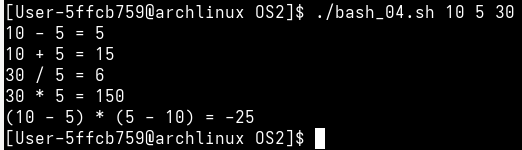 [User-5ffcb759@archlinux OS2]$ ./bash_04.sh 10 5 30
10 - 5 = 5
10 + 5 = 15
30 / 5 = 6
30 * 5 = 150
(10 - 5) * (5 - 10) = -25
[User-5ffcb759@archlinux OS2]$